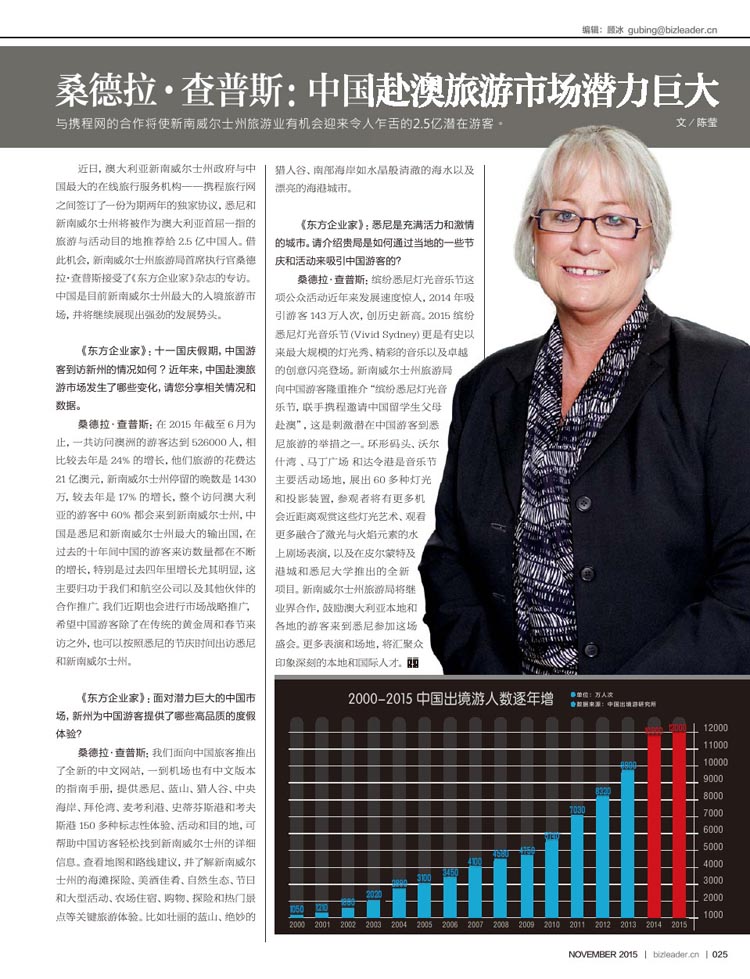 编辑：顾冰 gubing@bizleader.cn
桑德拉·查普斯：中国赴澳旅游市场潜力巨大
与携程网的合作将使新南威尔士州旅游业有机会迎来令人乍舌的2.5亿潜在游客。
文／陈莹
近日，澳大利亚新南威尔士州政府与中
国最大的在线旅行服务机构——携程旅行网
之间签订了一份为期两年的独家协议，悉尼和
新南威尔士州将被作为澳大利亚首屈一指的
旅游与活动目的地推荐给 2.5 亿中国人。借
此机会，新南威尔士州旅游局首席执行官桑德
拉·查普斯接受了《东方企业家》杂志的专访。
中国是目前新南威尔士州最大的入境旅游市
场，并将继续展现出强劲的发展势头。
《东方企业家》：十一国庆假期，中国游
客到访新州的情况如何？近年来，中国赴澳旅
游市场发生了哪些变化，请您分享相关情况和
数据。
桑德拉·查普斯：在 2015 年截至 6 月为
止，一共访问澳洲的游客达到 526000 人，相
比较去年是 24% 的增长，他们旅游的花费达
21 亿澳元，新南威尔士州停留的晚数是 1430
万，较去年是 17% 的增长，整个访问澳大利
亚的游客中 60% 都会来到新南威尔士州，中
国是悉尼和新南威尔士州最大的输出国，在
过去的十年间中国的游客来访数量都在不断
的增长，特别是过去四年里增长尤其明显，这
主要归功于我们和航空公司以及其他伙伴的
合作推广。我们近期也会进行市场战略推广，
希望中国游客除了在传统的黄金周和春节来
访之外，也可以按照悉尼的节庆时间出访悉尼
和新南威尔士州。
《东方企业家》：面对潜力巨大的中国市
场，新州为中国游客提供了哪些高品质的度假
体验？
桑德拉·查普斯：我们面向中国旅客推出
了全新的中文网站，一到机场也有中文版本
的指南手册，提供悉尼、蓝山、猎人谷、中央
海岸、拜伦湾、麦考利港、史蒂芬斯港和考夫
斯港 150 多种标志性体验、活动和目的地，可
帮助中国访客轻松找到新南威尔士州的详细
信息。查看地图和路线建议，并了解新南威尔
士州的海滩探险、美酒佳肴、自然生态、节日
和大型活动、农场住宿、购物、探险和热门景
点等关键旅游体验。比如壮丽的蓝山、绝妙的
猎人谷、南部海岸如水晶般清澈的海水以及
漂亮的海港城市。
《东方企业家》：悉尼是充满活力和激情
的城市。请介绍贵局是如何通过当地的一些节
庆和活动来吸引中国游客的？
桑德拉·查普斯：缤纷悉尼灯光音乐节这
项公众活动近年来发展速度惊人，2014 年吸
引游客 143 万人次，创历史新高。2015 缤纷
悉尼灯光音乐节 (Vivid Sydney) 更是有史以
来最大规模的灯光秀、精彩的音乐以及卓越
的创意闪亮登场。新南威尔士州旅游局
向中国游客隆重推介“缤纷悉尼灯光音
乐节，联手携程邀请中国留学生父母
赴澳”，这是刺激潜在中国游客到悉
尼旅游的举措之一。环形码头、沃尔
什湾 、马丁广场 和达令港是音乐节
主要活动场地，展出 60 多种灯光
和投影装置，参观者将有更多机
会近距离观赏这些灯光艺术、观看
更多融合了激光与火焰元素的水
上剧场表演，以及在皮尔蒙特及
港城和悉尼大学推出的全新
项目。新南威尔士州旅游局将继
业界合作，鼓励澳大利亚本地和
各地的游客来到悉尼参加这场
盛会。更多表演和场地，将汇聚众
印象深刻的本地和国际人才。
2000-2015 中国出境游人数逐年增
单位：万人次
数据来源：中国出境游研究所
12000
11000
10000
9000
8000
7000
6000
5000
4000
3000
2000
1000
1050 1210 1660 2020 2880 3100 3450 4100 4580 4750 5740 7030 8320 9800 12000
2000 2001 2002 2003 2004 2005 2006 2007 2008 2009 2010 2011 2012 2013 2014 2015
NOVEMBER 2015 | bizleader.cn | 025